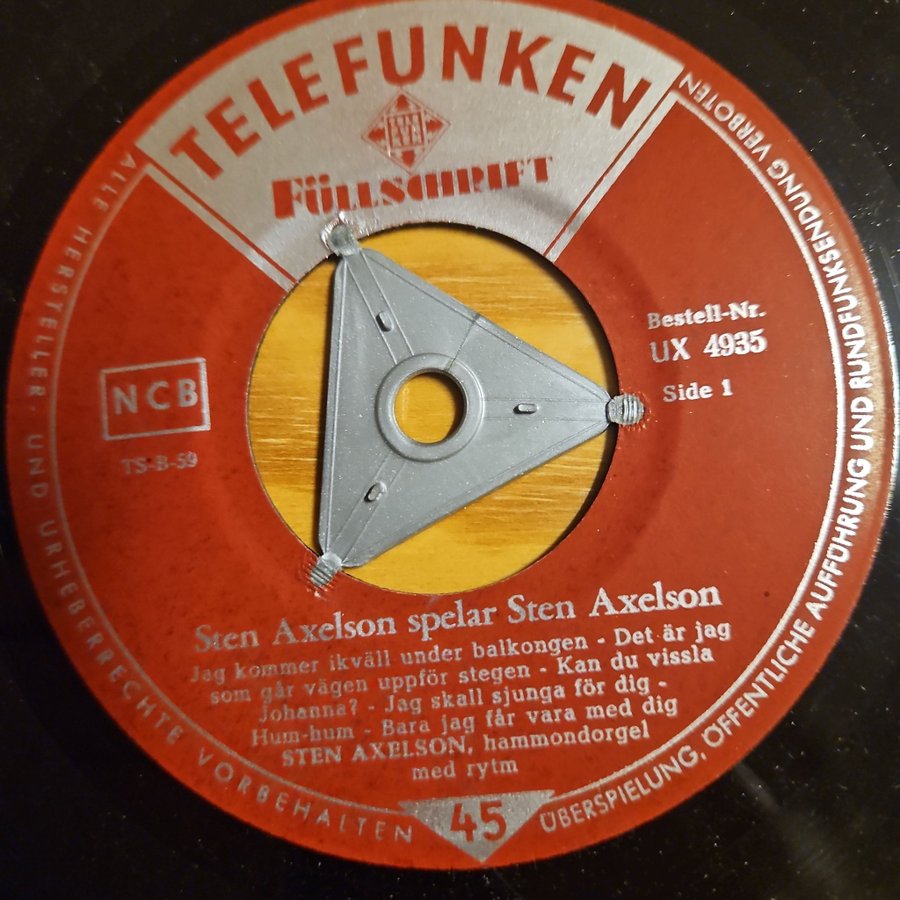 TELEFUNKEN
FÜLLSCHRIFT
Bestell-Nr.
UX 4935
Side 1
NCB
TS-B-59
Sten Axelson spelar Sten Axelson
Jag kommer ikväll under balkongen - Det är jag
som går vägen uppför stegen - Kan du vissla
Johanna? - Jag skall sjunga för dig -
Hum-hum - Bara jag får vara med dig
STEN AXELSON, hammondorgel
med rytm
45
ALLE HERSTELLER- UND URHEBERRECHTE VORBEHALTEN
ÜBERSPIELUNG, ÖFFENTLICHE AUFFÜHRUNG UND RUNDFUNKSENDUNG VERBOTEN